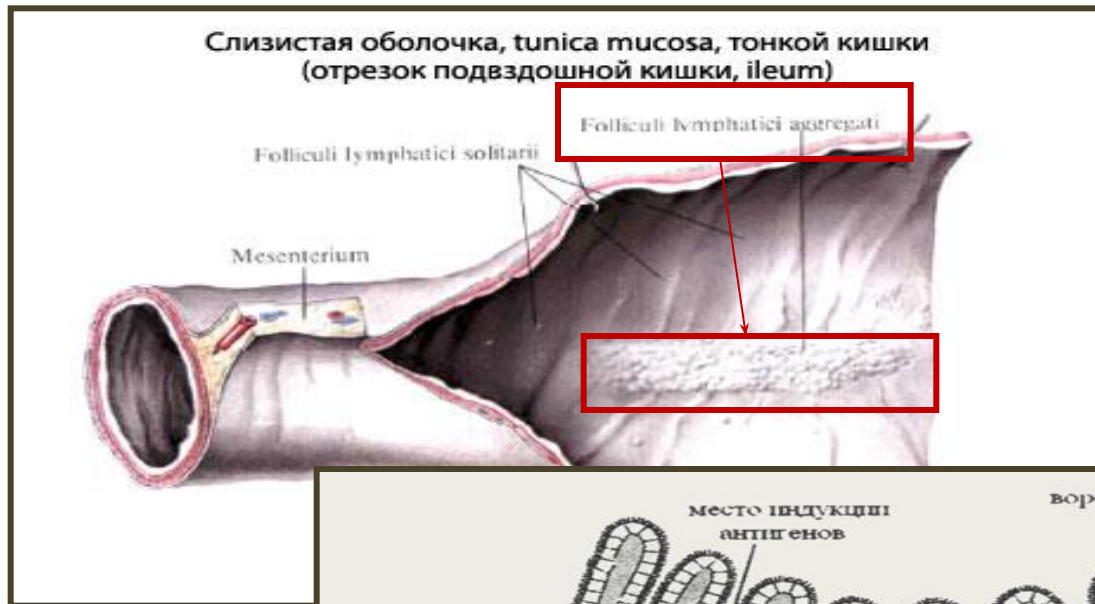 Слизистая оболочка, tunica mucosa, тонкой кишки
(отрезок подвздошной кишки, ileum)
Folliculi lymphatici aggregati
Folliculi lymphatici solitarii
Mesenterium
место индукции
антигенов